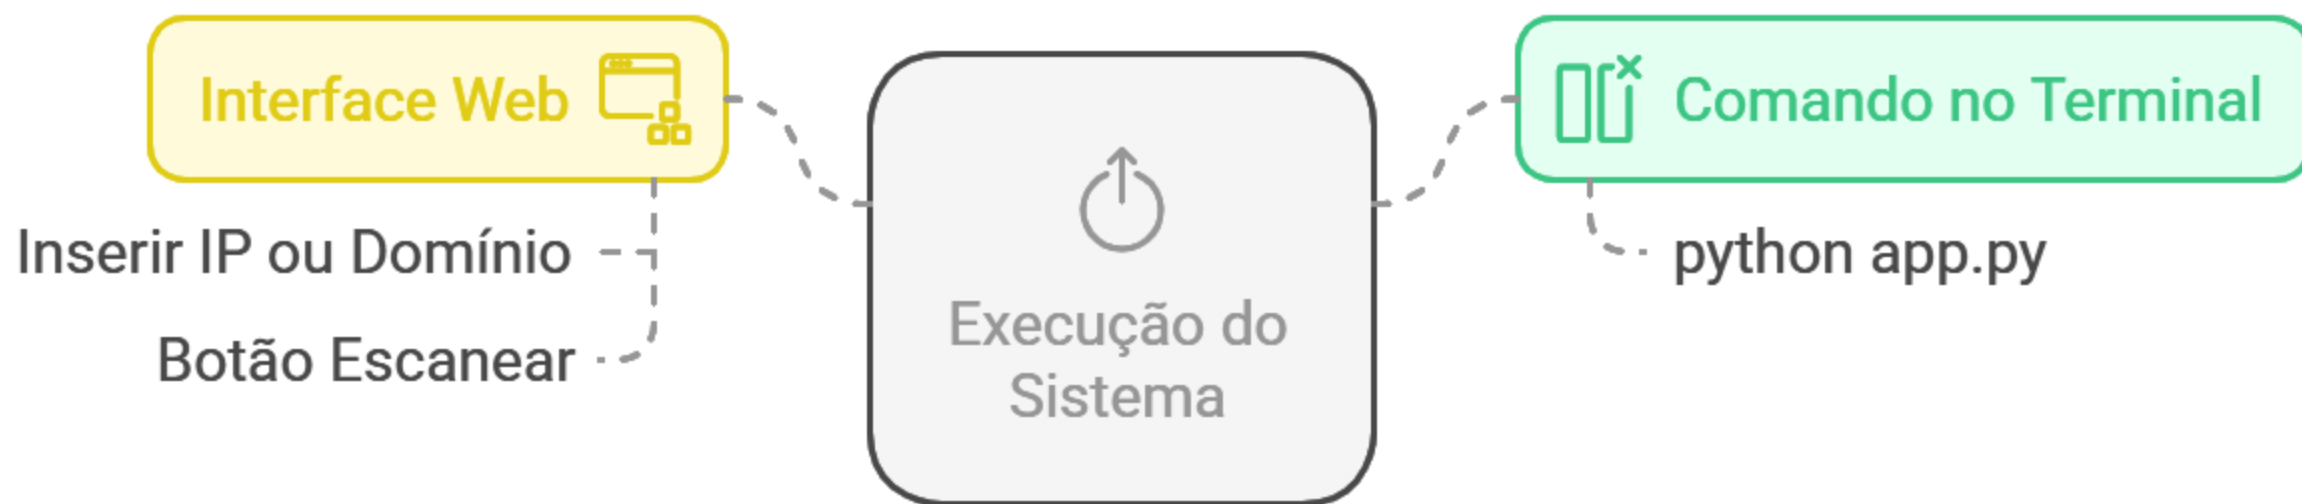 Interface Web
Inserir IP ou Domínio
Botão Escanear
Execução do
Sistema
Comando no Terminal
python app.py